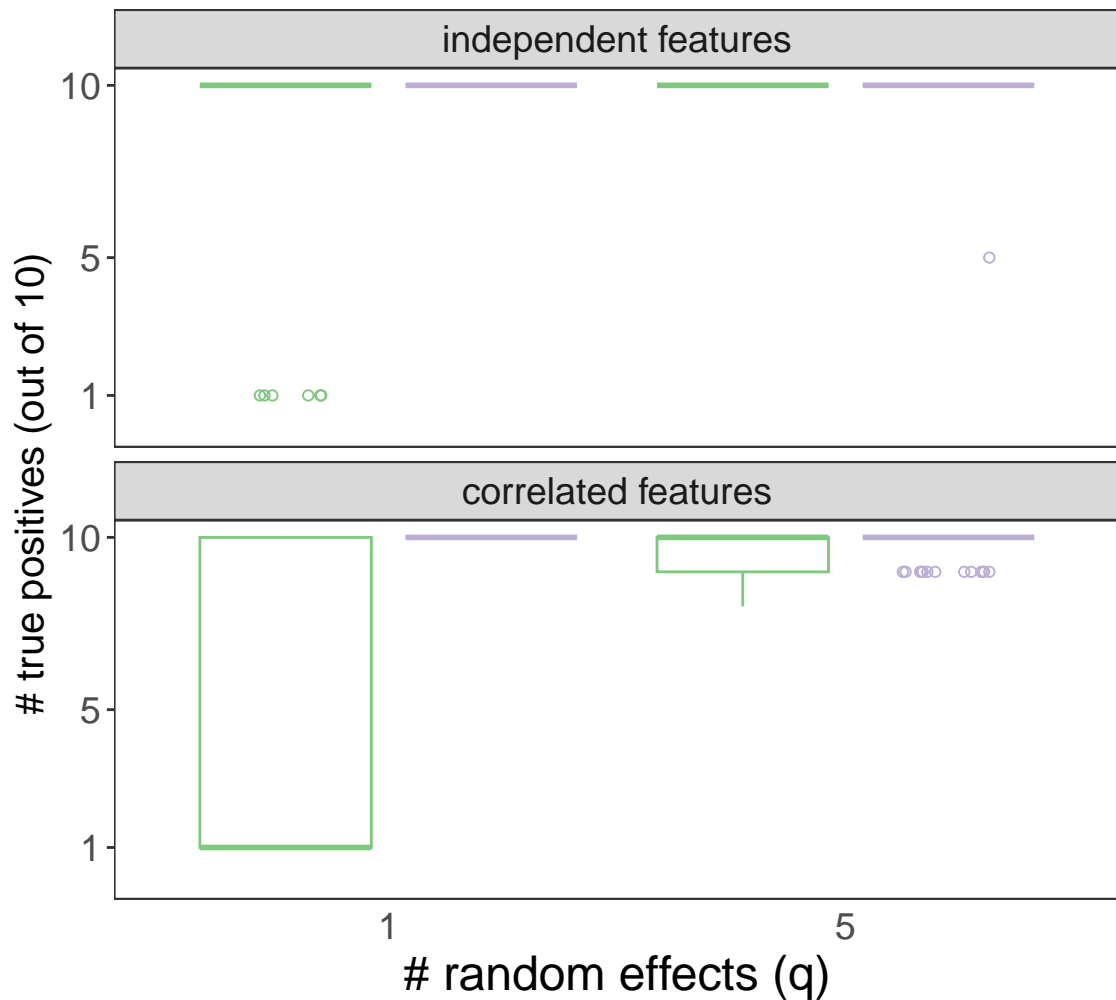 independent features
10
5
1
# true positives (out of 10)
correlated features
10
5
1
1 5
# random effects (q)